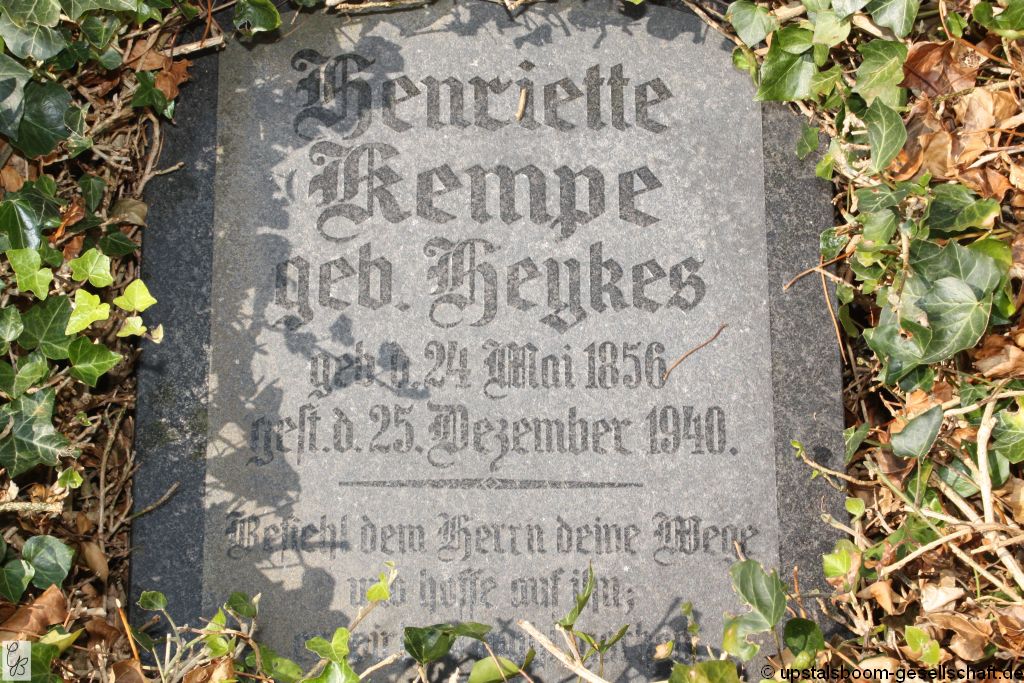 Henriette
Kempe
geb. Heykes
geb. d. 24 Mai 1856
gest. d. 25. Dezember 1940.
Befiehl dem Herrn deine Wege
und hoffe auf ihn;
GB
© upstalsboom-gesellschaft.de